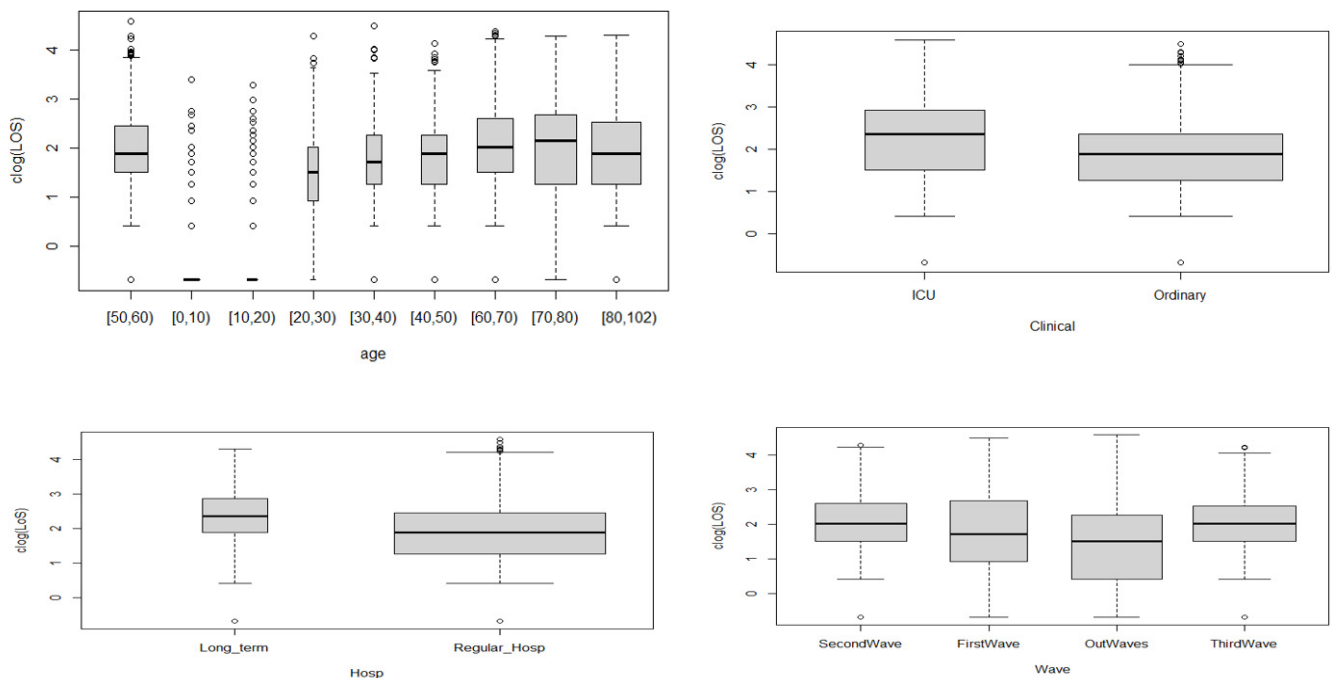 clog(LOS)
4
3
2
1
0
[50,60) [0,10) [10,20) [20,30) [30,40) [40,50) [60,70) [70,80) [80,102)
age
clog(LOS)
4
3
2
1
0
ICU Ordinary
Clinical
clog(LoS)
4
3
2
1
0
Long_term Regular_Hosp
Hosp
clog(LOS)
4
3
2
1
0
SecondWave FirstWave OutWaves ThirdWave
Wave